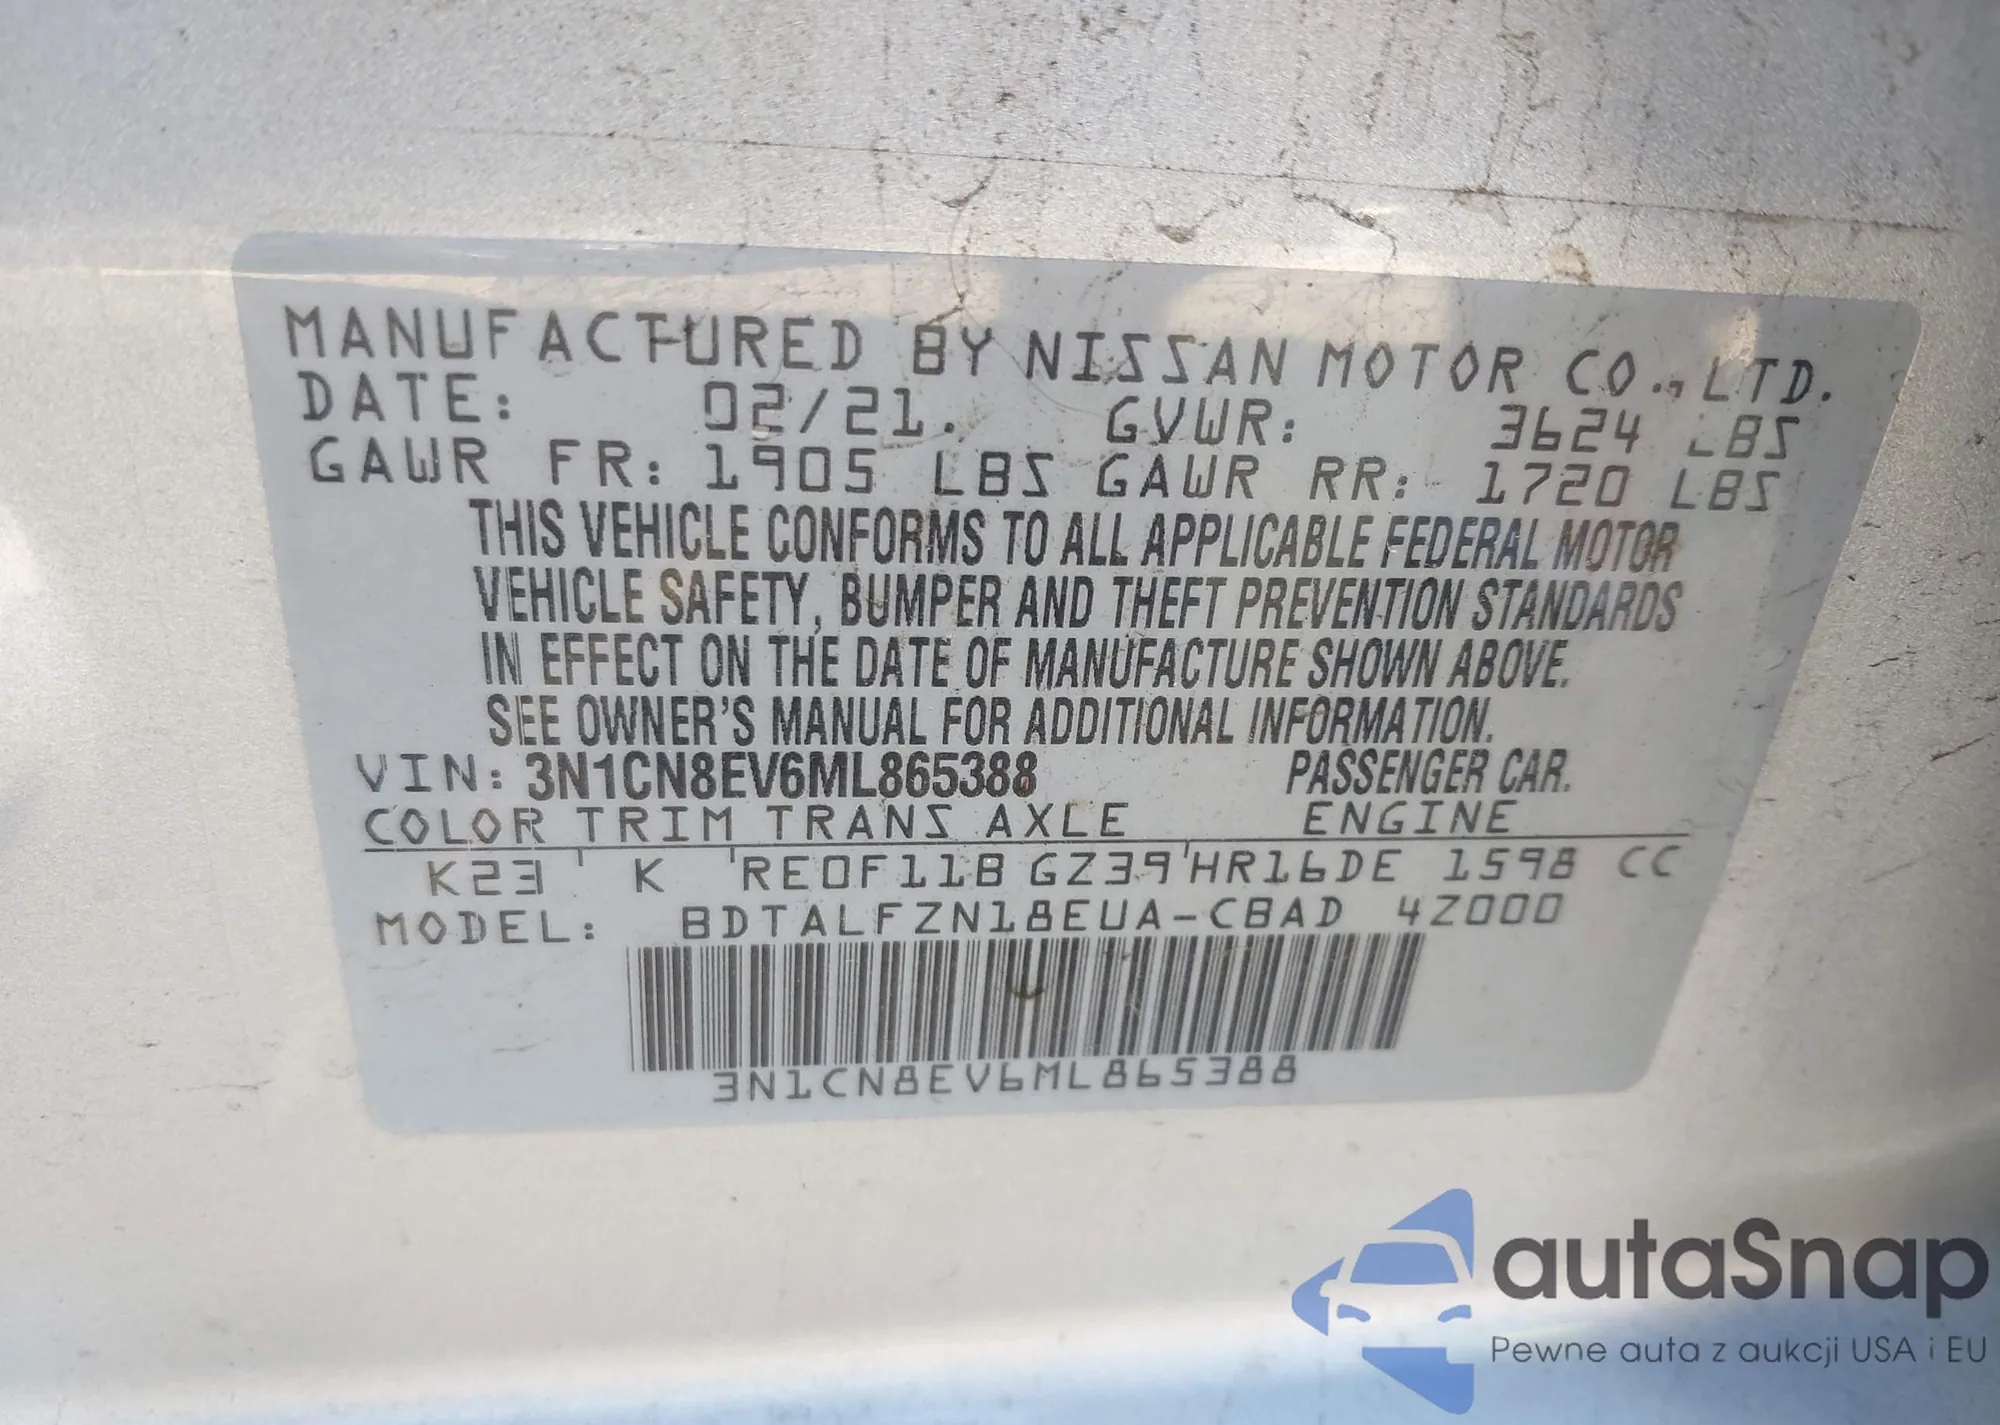 MANUFACTURED BY NISSAN MOTOR CO., LTD.
DATE: 02/21. GVWR: 3624 LBS
GAWR FR: 1905 LBS GAWR RR: 1720 LBS
THIS VEHICLE CONFORMS TO ALL APPLICABLE FEDERAL MOTOR
VEHICLE SAFETY, BUMPER AND THEFT PREVENTION STANDARDS
IN EFFECT ON THE DATE OF MANUFACTURE SHOWN ABOVE.
SEE OWNER'S MANUAL FOR ADDITIONAL INFORMATION.
VIN: 3N1CN8EV6ML865388 PASSENGER CAR.
COLOR TRIM TRANS AXLE ENGINE
K23 K RE0F11B GZ39 HR16DE 1598 CC
MODEL: BDTALFZN18EUA-CBAD 4Z000
3N1CN8EV6ML865388
autaSnap
Pewne auta z aukcji USA i EU